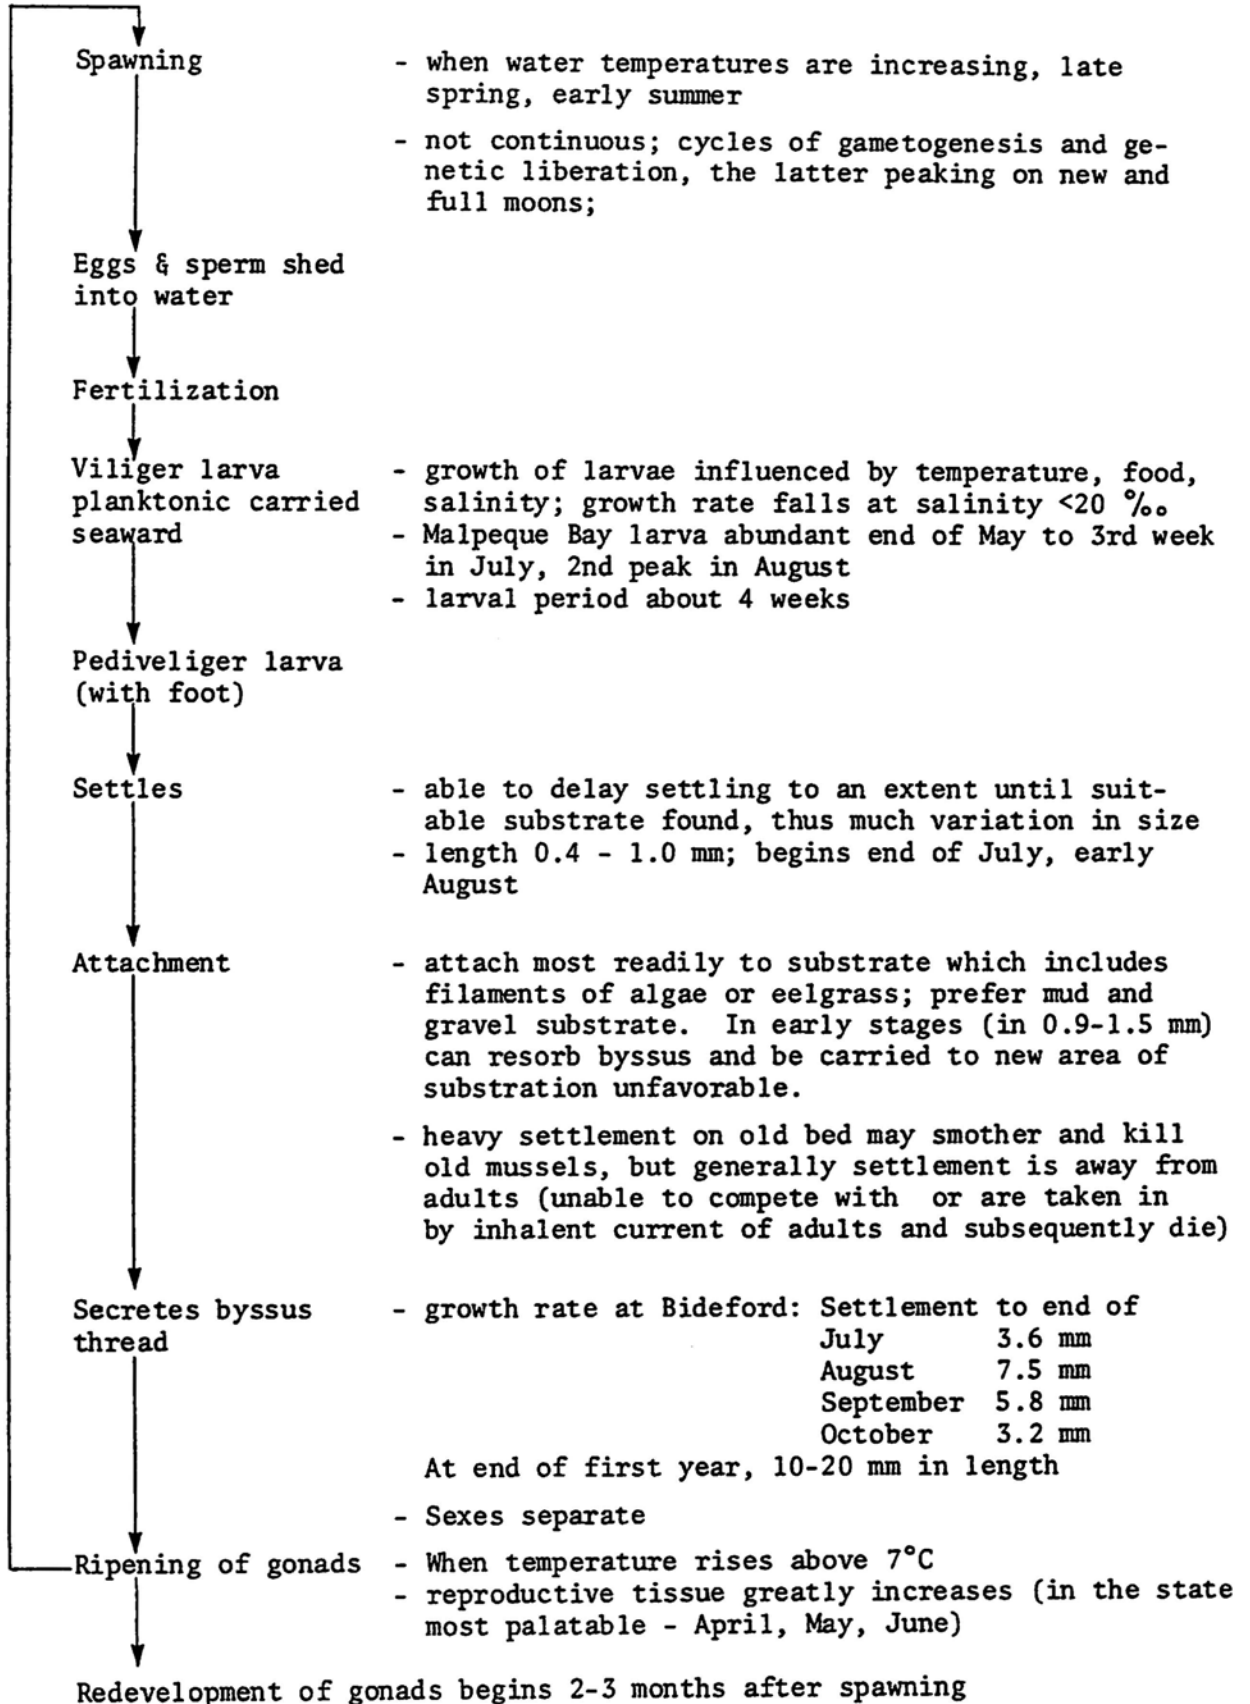 Spawning - when water temperatures are increasing, late
spring, early summer
- not continuous; cycles of gametogenesis and ge-
netic liberation, the latter peaking on new and
full moons;
Eggs & sperm shed
into water
Fertilization
Viliger larva - growth of larvae influenced by temperature, food,
planktonic carried salinity; growth rate falls at salinity <20 ‰
seaward - Malpeque Bay larva abundant end of May to 3rd week
in July, 2nd peak in August
- larval period about 4 weeks
Pediveliger larva
(with foot)
Settles - able to delay settling to an extent until suit-
able substrate found, thus much variation in size
- length 0.4 - 1.0 mm; begins end of July, early
August
Attachment - attach most readily to substrate which includes
filaments of algae or eelgrass; prefer mud and
gravel substrate. In early stages (in 0.9-1.5 mm)
can resorb byssus and be carried to new area of
substration unfavorable.
- heavy settlement on old bed may smother and kill
old mussels, but generally settlement is away from
adults (unable to compete with or are taken in
by inhalent current of adults and subsequently die)
Secretes byssus - growth rate at Bideford: Settlement to end of
thread July 3.6 mm
August 7.5 mm
September 5.8 mm
October 3.2 mm
At end of first year, 10-20 mm in length
- Sexes separate
Ripening of gonads - When temperature rises above 7°C
- reproductive tissue greatly increases (in the state
most palatable - April, May, June)
Redevelopment of gonads begins 2-3 months after spawning